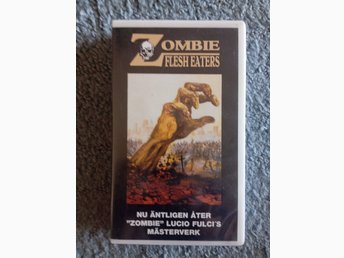 ZOMBIE
FLESH EATERS
NU ÄNTLIGEN ÅTER
"ZOMBIE" LUCIO FULCI'S
MÄSTERVERK